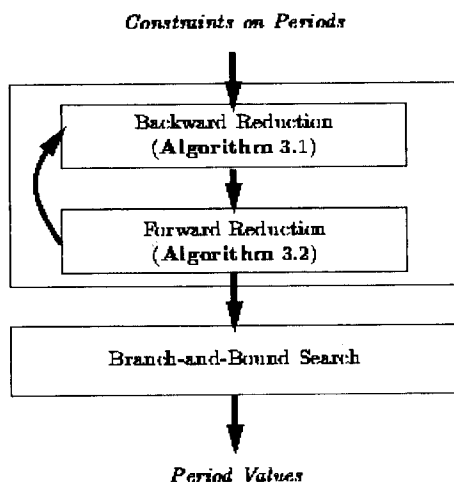 Constraints on Periods
Backward Reduction
(Algorithm 3.1)
Forward Reduction
(Algorithm 3.2)
Branch-and-Bound Search
Period Values